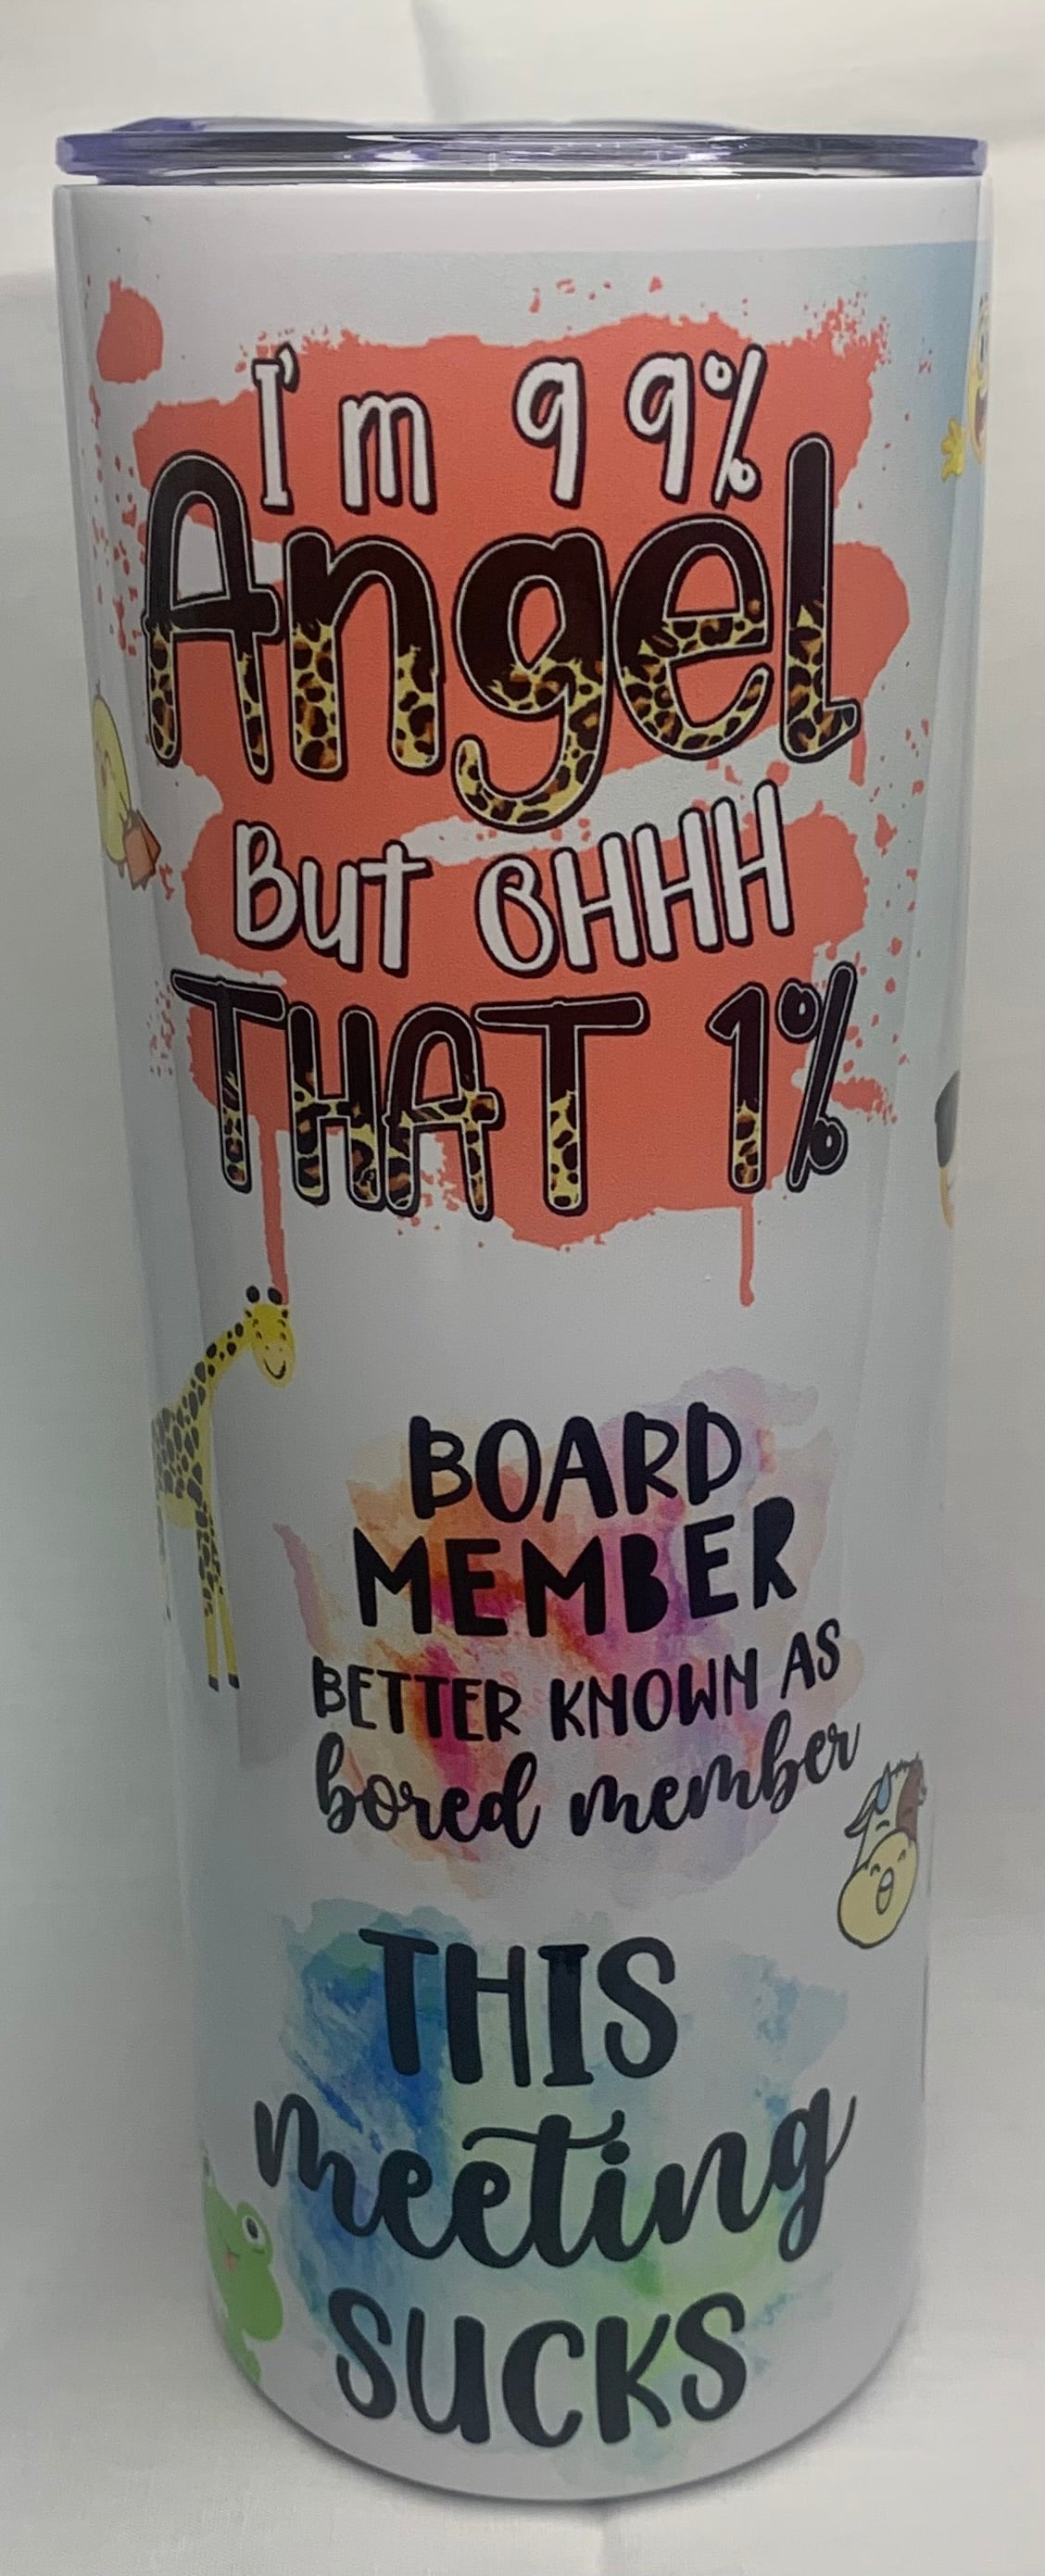 I'm 99%
Angel
But OHHH
THAT 1%
BOARD
MEMBER
BETTER KNOWN AS
bored member
THIS
meeting
SUCKS